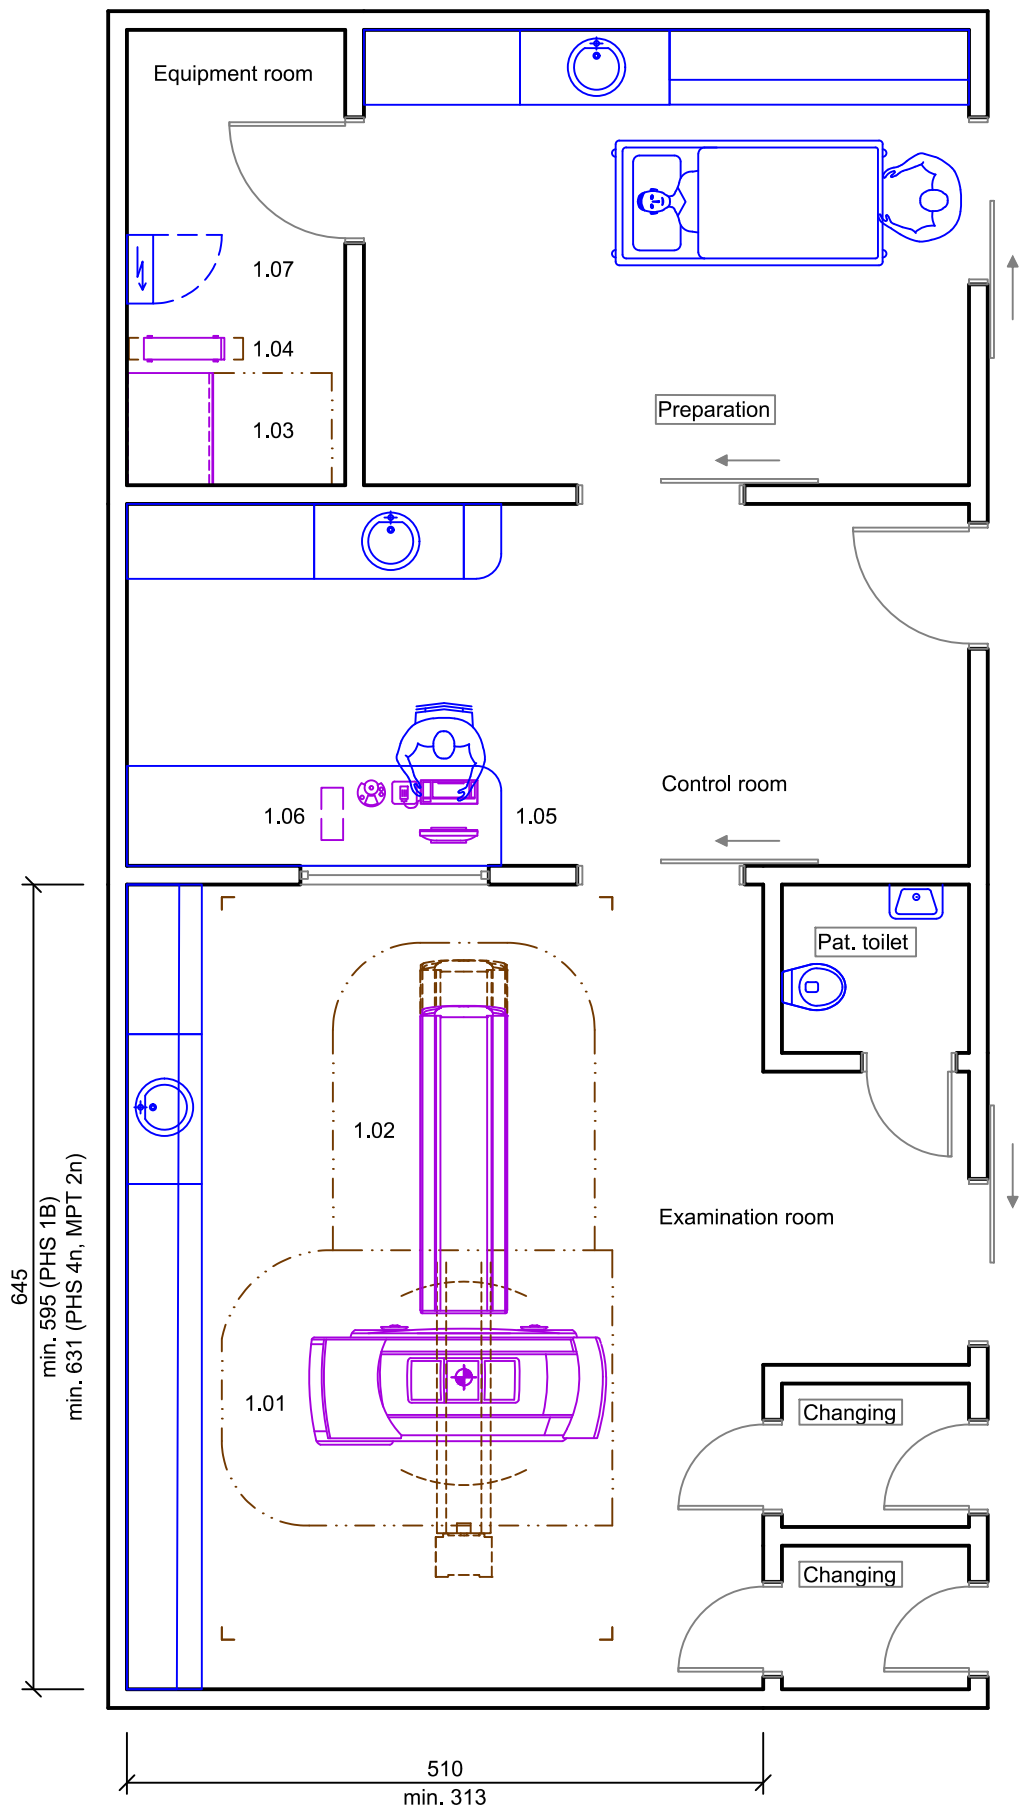 Equipment room
1.07
1.04
1.03
Preparation
Control room
1.06
1.05
Pat. toilet
1.02
Examination room
1.01
Changing
Changing
645
min. 595 (PHS 1B)
min. 631 (PHS 4n, MPT 2n)
510
min. 313